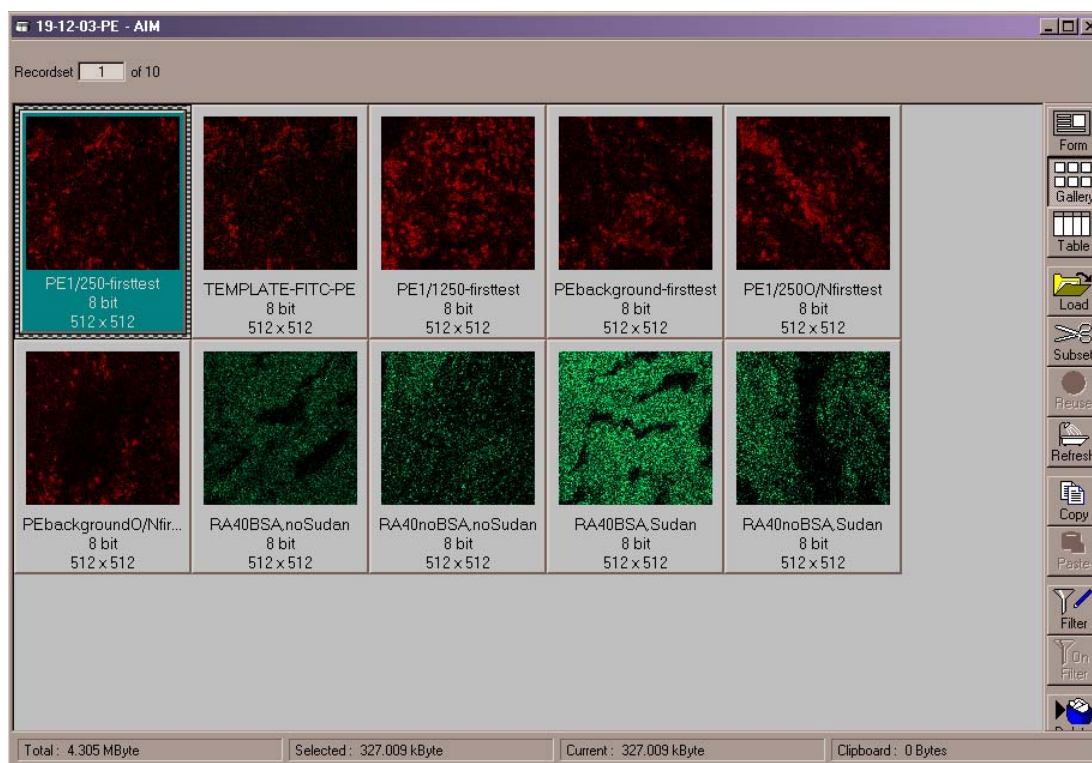 19-12-03-PE - AIM
Recordset 1 of 10
PE1/250-firsttest
8 bit
512 x 512
TEMPLATE-FITC-PE
8 bit
512 x 512
PE1/1250-firsttest
8 bit
512 x 512
PEbackground-firsttest
8 bit
512 x 512
PE1/250O/Nfirsttest
8 bit
512 x 512
PEbackgroundO/Nfir...
8 bit
512 x 512
RA40BSA,noSudan
8 bit
512 x 512
RA40noBSA,noSudan
8 bit
512 x 512
RA40BSA,Sudan
8 bit
512 x 512
RA40noBSA,Sudan
8 bit
512 x 512
Form
Gallery
Table
Load
Subset
Reuse
Refresh
Copy
Paste
Filter
On
Filter
Total : 4.305 MByte
Selected : 327.009 kByte
Current : 327.009 kByte
Clipboard : 0 Bytes